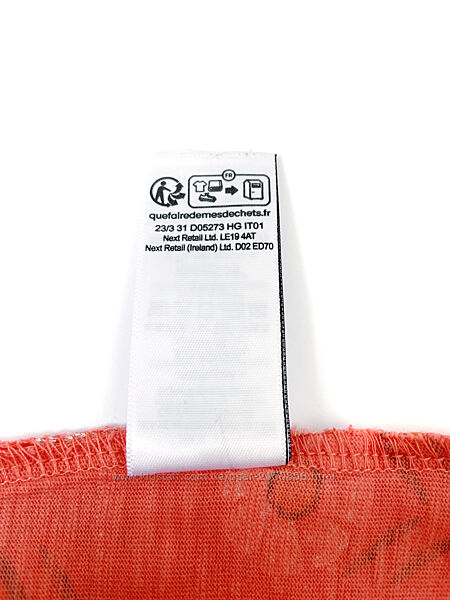 FR
quefairedemesdechets.fr
23/3 31 D05273 HG IT01
Next Retail Ltd. LE19 4AT
Next Retail (Ireland) Ltd. D02 ED70